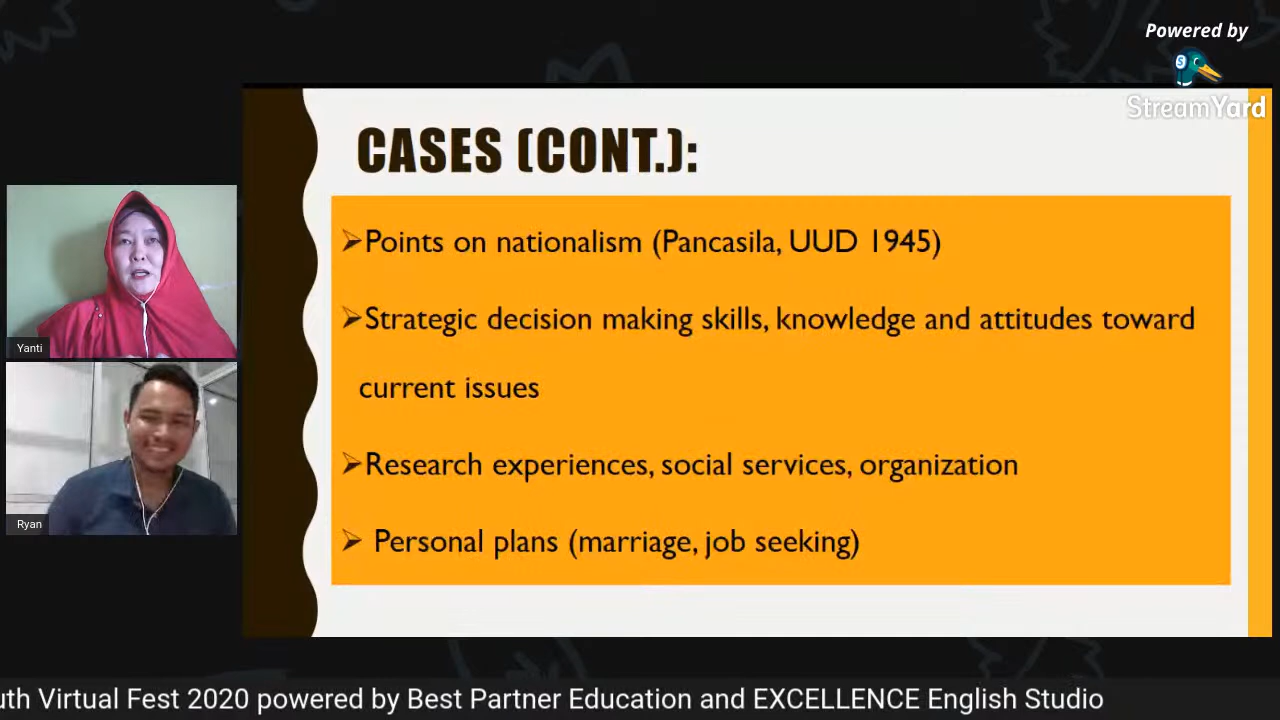 Powered by
StreamYard
CASES (CONT.):
➢Points on nationalism (Pancasila, UUD 1945)
➢Strategic decision making skills, knowledge and attitudes toward
current issues
➢Research experiences, social services, organization
➢ Personal plans (marriage, job seeking)
Yanti
Ryan
uth Virtual Fest 2020 powered by Best Partner Education and EXCELLENCE English Studio